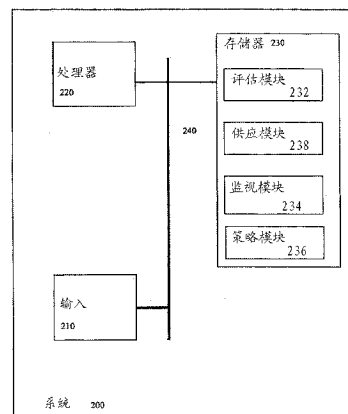 存储器 230
处理器
220
评估模块
232
240
供应模块
238
监视模块
234
策略模块
236
输入
210
系统 200